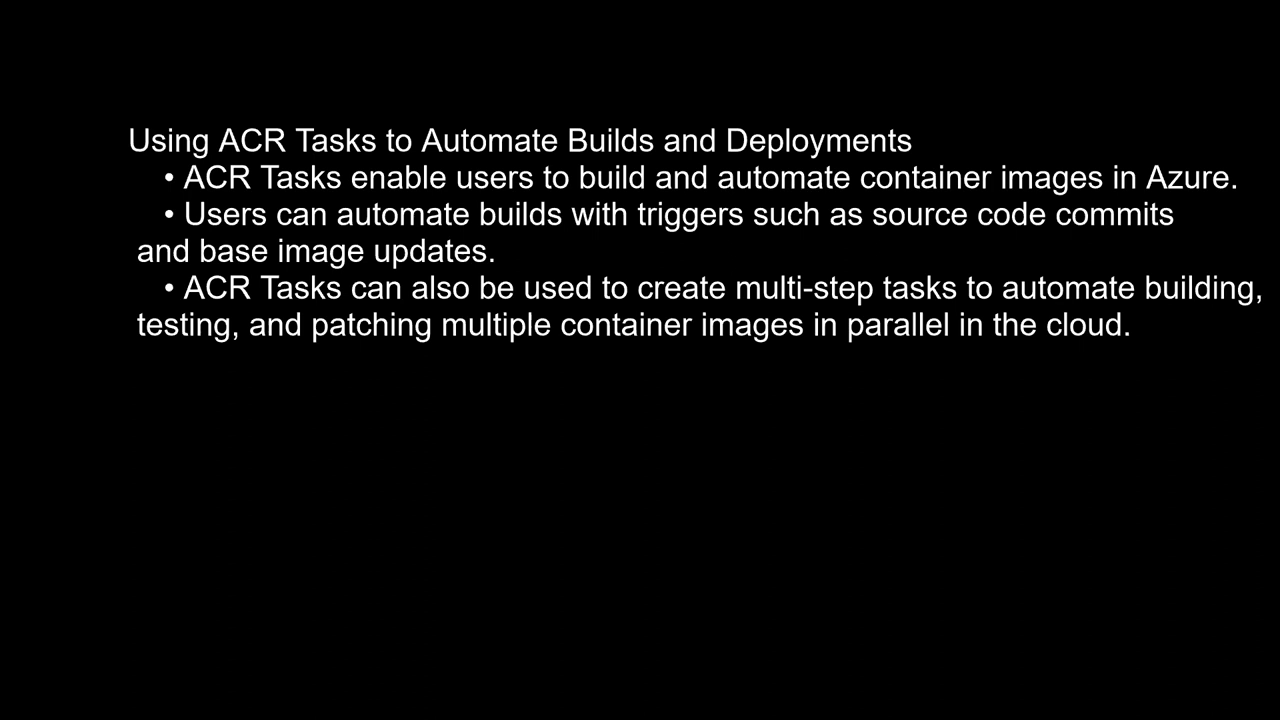 Using ACR Tasks to Automate Builds and Deployments
• ACR Tasks enable users to build and automate container images in Azure.
• Users can automate builds with triggers such as source code commits
and base image updates.
• ACR Tasks can also be used to create multi-step tasks to automate building,
testing, and patching multiple container images in parallel in the cloud.